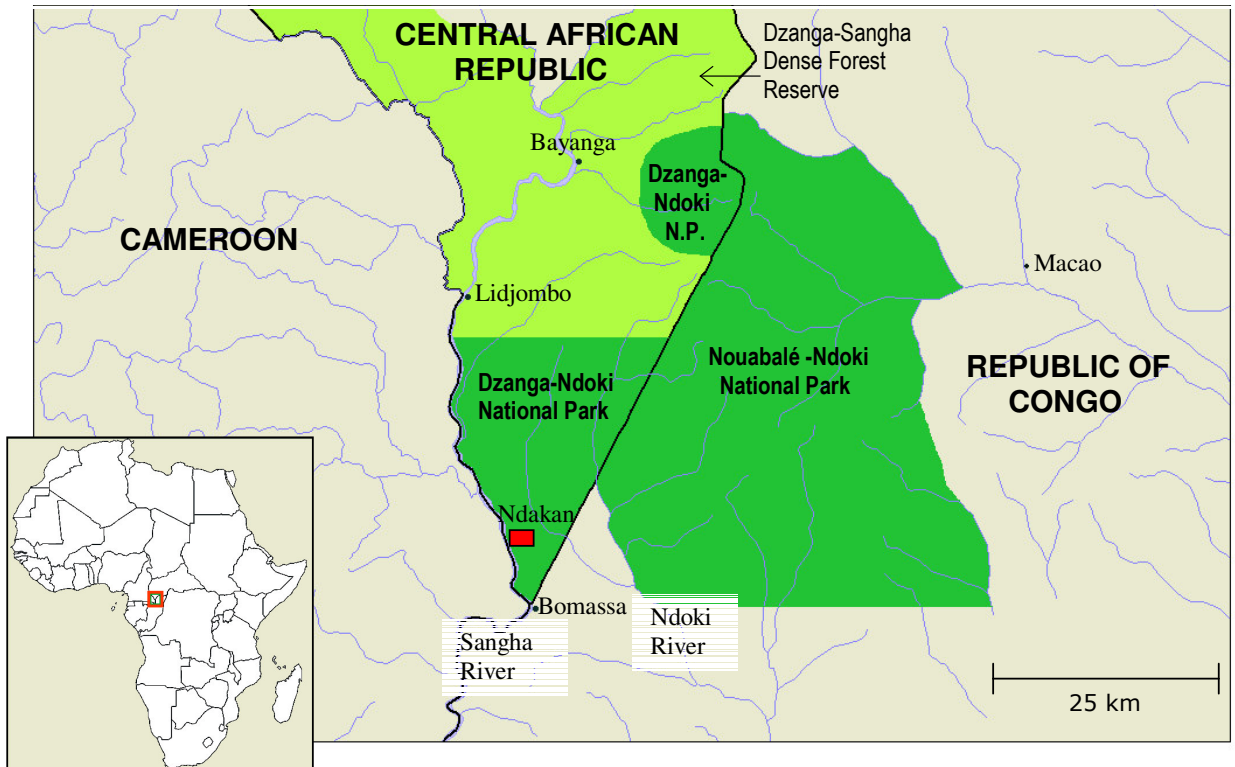 CENTRAL AFRICAN
REPUBLIC
Dzanga-Sangha
Dense Forest
Reserve
Bayanga
Dzanga-
Ndoki
N.P.
CAMEROON
Macao
Lidjombo
Dzanga-Ndoki
National Park
Nouabalé -Ndoki
National Park
REPUBLIC OF
CONGO
Ndakan
Bomassa
Sangha
River
Ndoki
River
25 km